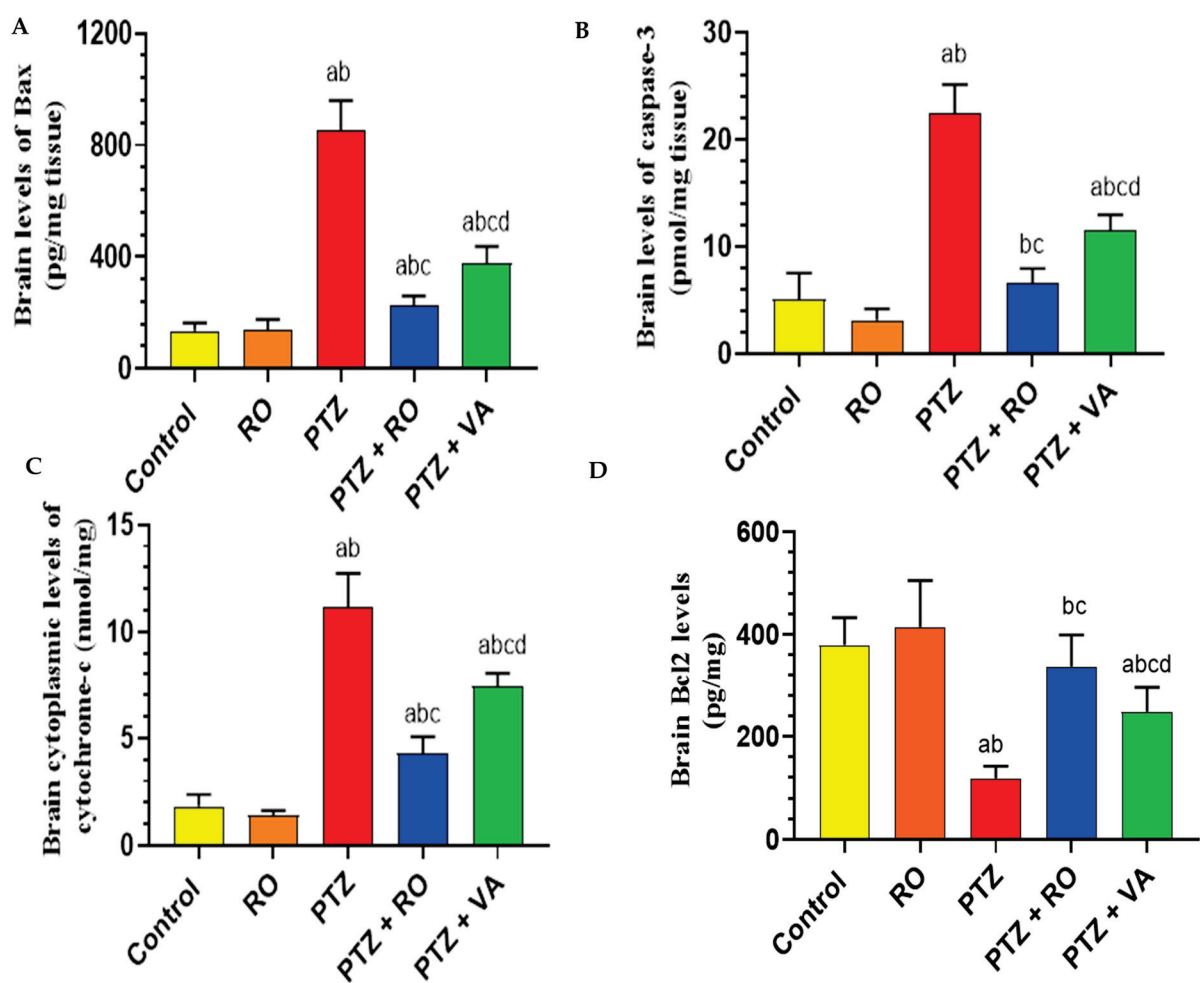 A
Brain levels of Bax
(pg/mg tissue)
1200
800
400
0
ab
abc
abcd
Control
RO
PTZ
PTZ + RO
PTZ + VA
B
Brain levels of caspase-3
(pmol/mg tissue)
30
20
10
0
ab
bc
abcd
Control
RO
PTZ
PTZ + RO
PTZ + VA
C
Brain cytoplasmic levels of
cytochrome-c (nmol/mg)
15
10
5
0
ab
abc
abcd
Control
RO
PTZ
PTZ + RO
PTZ + VA
D
Brain Bcl2 levels
(pg/mg)
600
400
200
0
ab
bc
abcd
Control
RO
PTZ
PTZ + RO
PTZ + VA